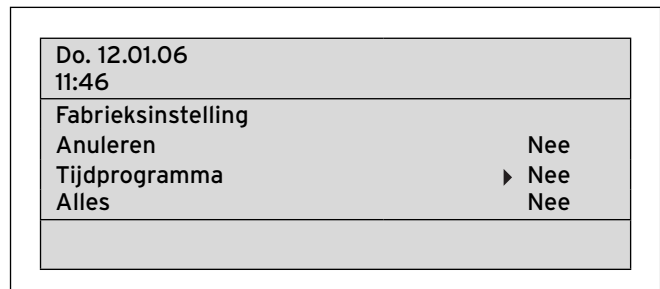 Do. 12.01.06
11:46
Fabrieksinstelling
Anuleren Nee
Tijdprogramma ▶ Nee
Alles Nee